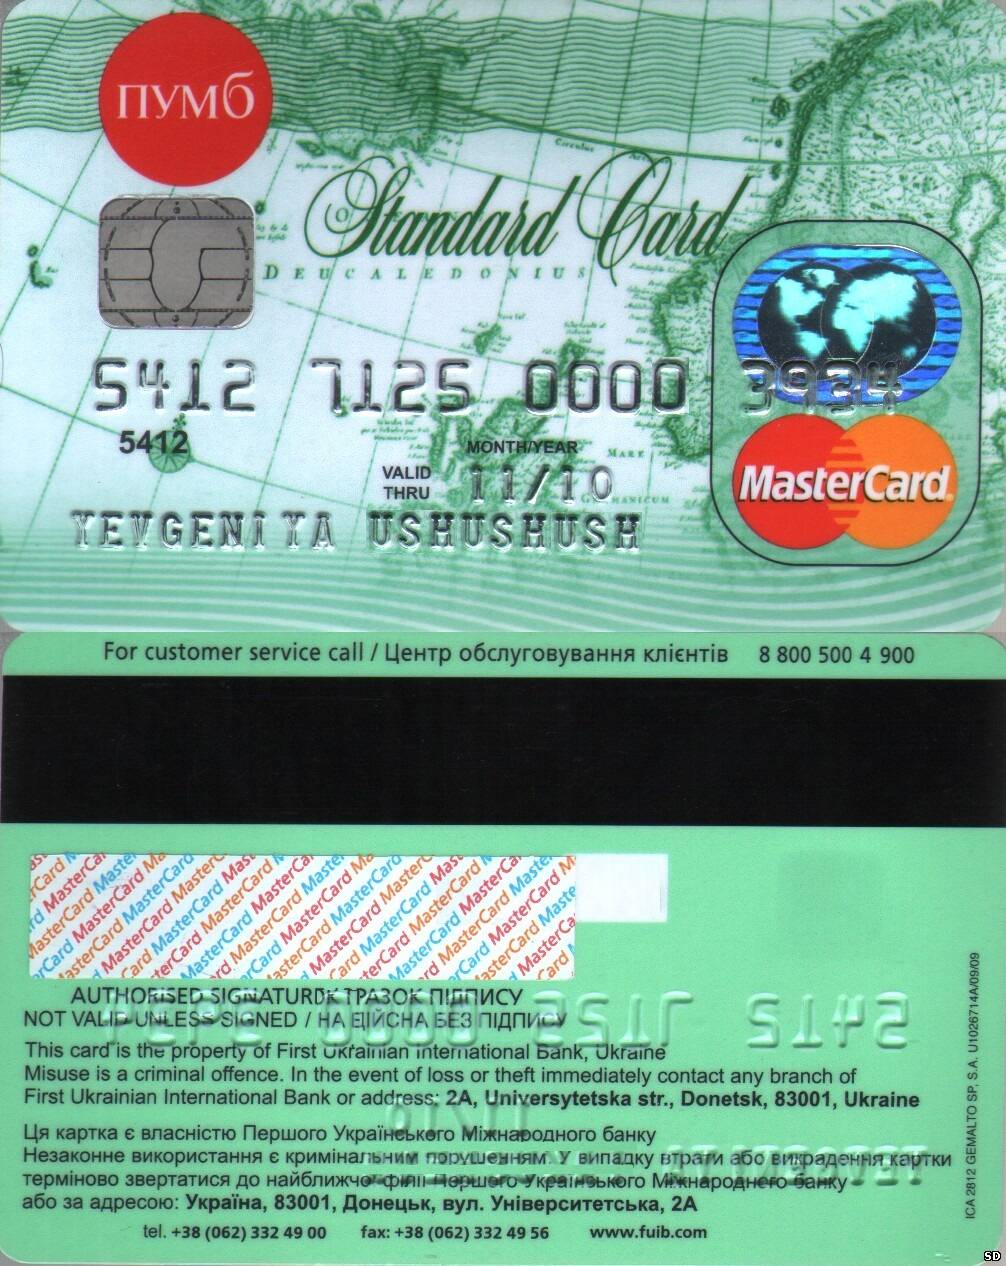 ПУМБ
Standard Card
DEUCALEDONIUS
5412 7125 0000 3934
5412
MONTH/YEAR
VALID THRU 11/10
YEVGENIYA USHUSHUSH
MasterCard
For customer service call / Центр обслуговування клієнтів 8 800 500 4 900
MasterCard MasterCard MasterCard
AUTHORISED SIGNATURE
ПІДПИСУ
NOT VALID UNLESS SIGNED / НА ДІЙСНА БЕЗ ПІДПИСУ
This card is the property of First Ukrainian International Bank, Ukraine
Misuse is a criminal offence. In the event of loss or theft immediately contact any branch of
First Ukrainian International Bank or address: 2A, Universytetska str., Donetsk, 83001, Ukraine
Ця картка є власністю Першого Українського Міжнародного банку
Незаконне використання є кримінальним порушенням. У випадку втрати або викрадення картки
терміново звертатися до найближчої філії Першого Українського Міжнародного банку
або за адресою: Україна, 83001, Донецьк, вул. Університетська, 2А
tel. +38 (062) 332 49 00 fax: +38 (062) 332 49 56 www.fuib.com
ICA 2812 GEMALTO SP, S.A. U1026714A/09/09
SD